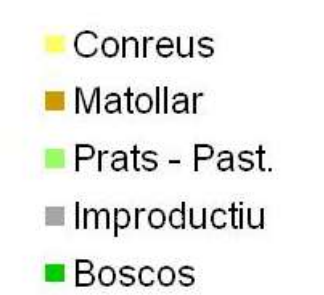 Conreus
Matollar
Prats - Past.
Improductiu
Boscos